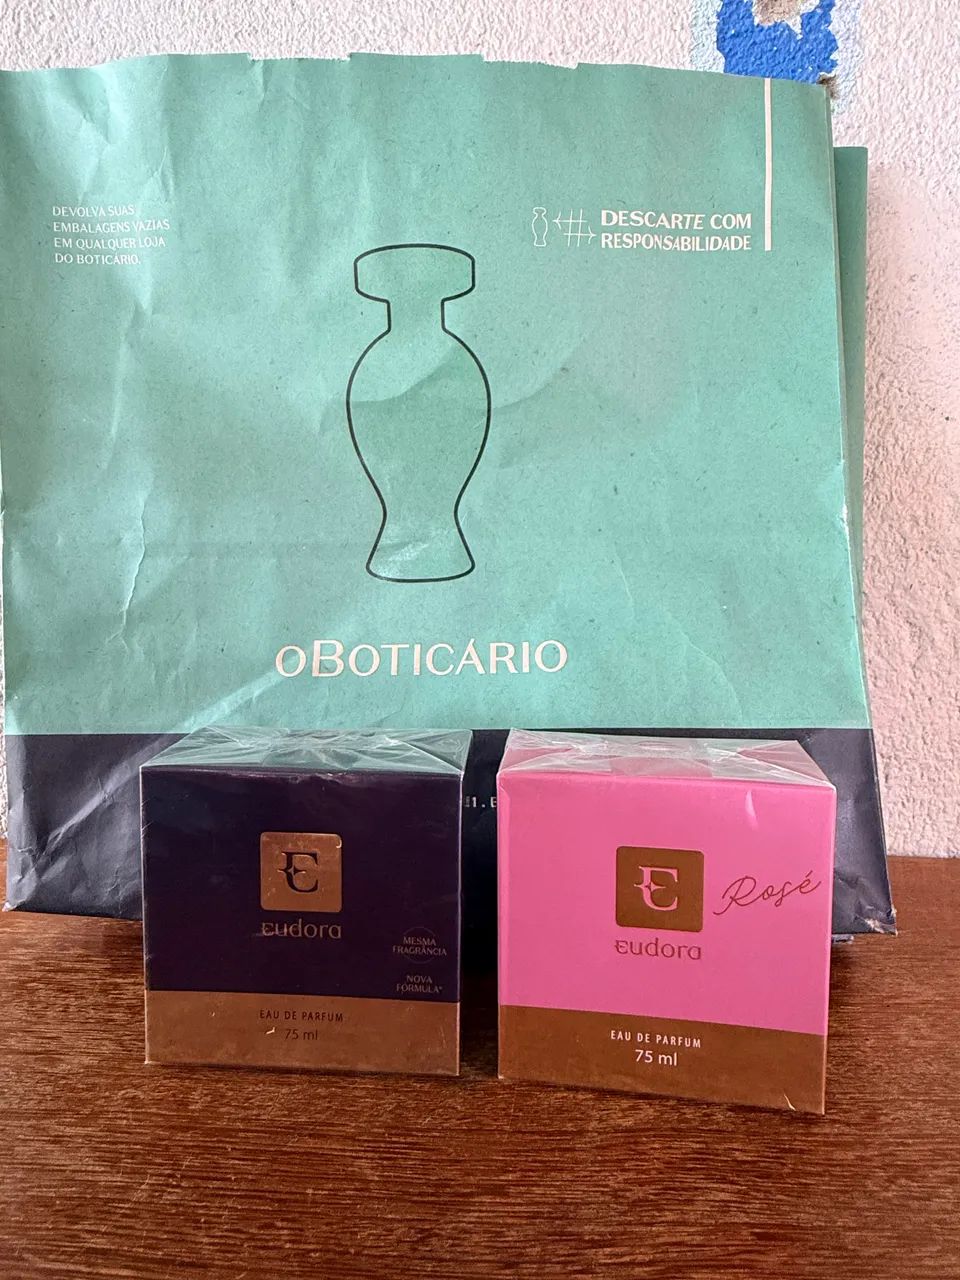 DEVOLVA SUAS
EMBALAGENS VAZIAS
EM QUALQUER LOJA
DO BOTICÁRIO.
DESCARTE COM
RESPONSABILIDADE
OBOTICÁRIO
E
eudora
MESMA
FRAGRÂNCIA
NOVA
FÓRMULA*
EAU DE PARFUM
75 ml
E
eudora
Rosé
EAU DE PARFUM
75 ml